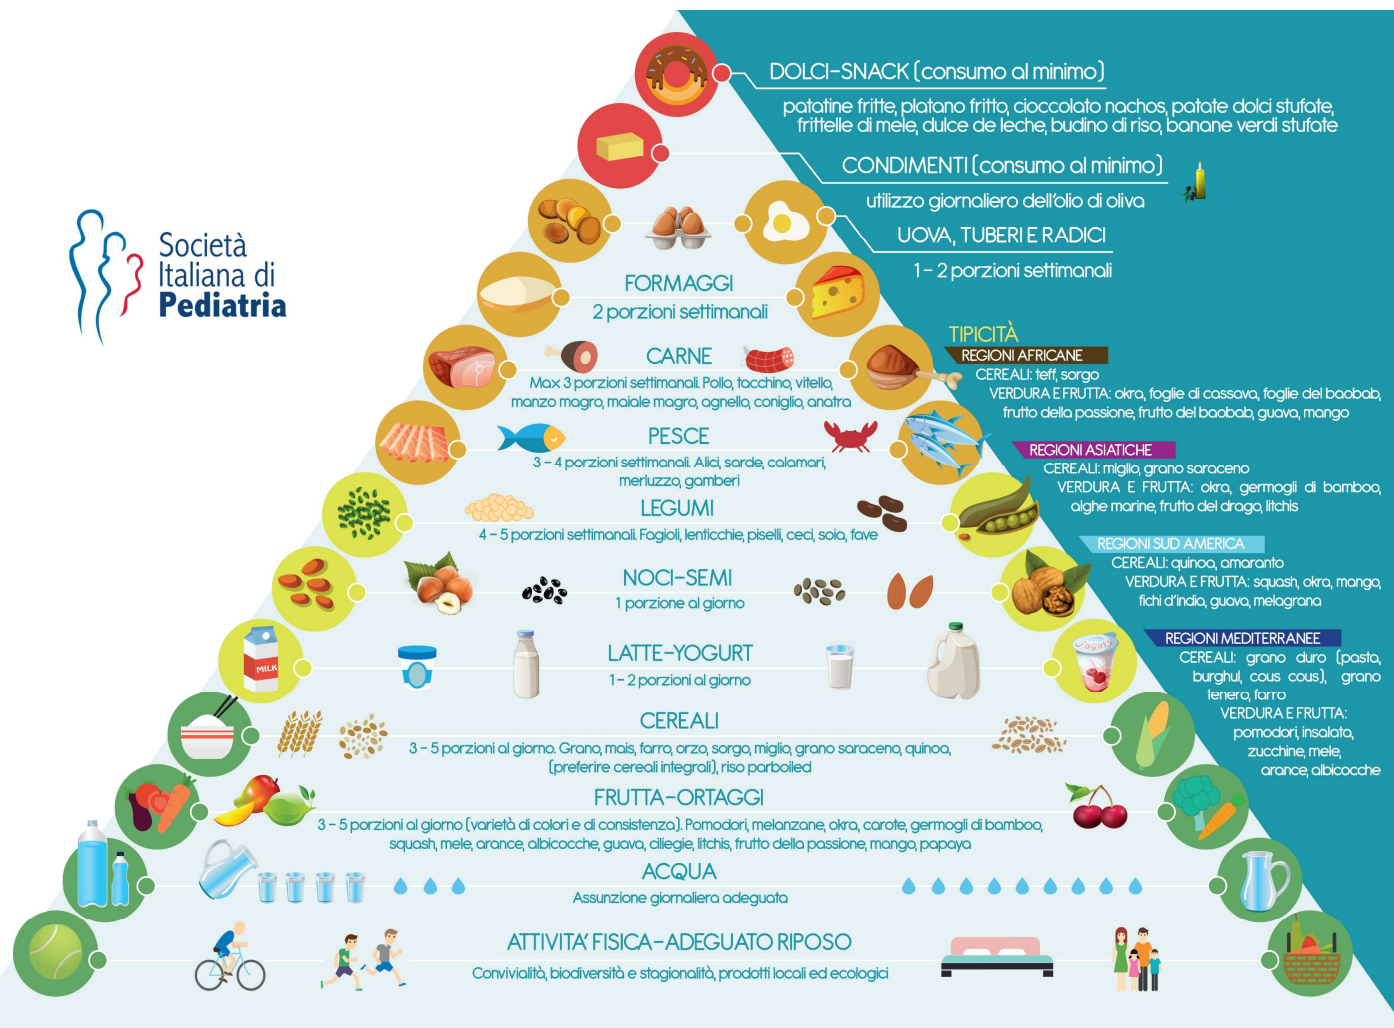 DOLCI-SNACK (consumo al minimo)
patatine fritte, platano fritto, cioccolato nachos, patate dolci stufate,
frittelle di mele, dulce de leche, budino di riso, banane verdi stufate
CONDIMENTI (consumo al minimo)
utilizzo giornaliero dell'olio di oliva
UOVA, TUBERI E RADICI
1 - 2 porzioni settimanali
Società
Italiana di
Pediatria
FORMAGGI
2 porzioni settimanali
CARNE
Max 3 porzioni settimanali. Pollo, tacchino, vitello,
manzo magro, maiale magro, agnello, coniglio, anatra
PESCE
3 - 4 porzioni settimanali. Alici, sarde, calamari,
merluzzo, gamberi
LEGUMI
4 - 5 porzioni settimanali. Fagioli, lenticchie, piselli, ceci, soia, fave
NOCI-SEMI
1 porzione al giorno
LATTE-YOGURT
1 - 2 porzioni al giorno
MILK
Yogurt
CEREALI
3 - 5 porzioni al giorno. Grano, mais, farro, orzo, sorgo, miglio, grano saraceno, quinoa,
(preferire cereali integrali), riso parboiled
FRUTTA-ORTAGGI
3 - 5 porzioni al giorno (varietà di colori e di consistenza). Pomodori, melanzane, okra, carote, germogli di bamboo,
squash, mele, arance, albicocche, guava, ciliegie, litchis, frutto della passione, mango, papaya
ACQUA
Assunzione giornaliera adeguata
ATTIVITA' FISICA-ADEGUATO RIPOSO
Convivialità, biodiversità e stagionalità, prodotti locali ed ecologici
TIPICITÀ
REGIONI AFRICANE
CEREALI: teff, sorgo
VERDURA E FRUTTA: okra, foglie di cassava, foglie del baobab,
frutto della passione, frutto del baobab, guava, mango
REGIONI ASIATICHE
CEREALI: miglio, grano saraceno
VERDURA E FRUTTA: okra, germogli di bamboo,
alghe marine, frutto del drago, litchis
REGIONI SUD AMERICA
CEREALI: quinoa, amaranto
VERDURA E FRUTTA: squash, okra, mango,
fichi d'india, guava, melagrana
REGIONI MEDITERRANEE
CEREALI: grano duro (pasta,
burghul, cous cous), grano
tenero, farro
VERDURA E FRUTTA:
pomodori, insalata,
zucchine, mele,
arance, albicocche